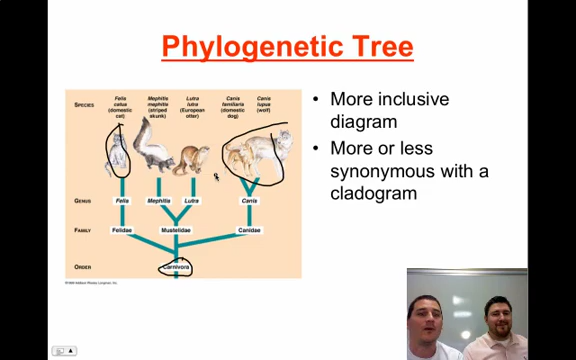 Phylogenetic Tree
SPECIES
Felis
catus
(domestic
cat)
Mephitis
mephitis
(striped
skunk)
Lutra
lutra
(European
otter)
Canis
familiaris
(domestic
dog)
Canis
lupus
(wolf)
GENUS
Felis
Mephitis
Lutra
Canis
FAMILY
Felidae
Mustelidae
Canidae
ORDER
Carnivora
• More inclusive
diagram
• More or less
synonymous with a
cladogram